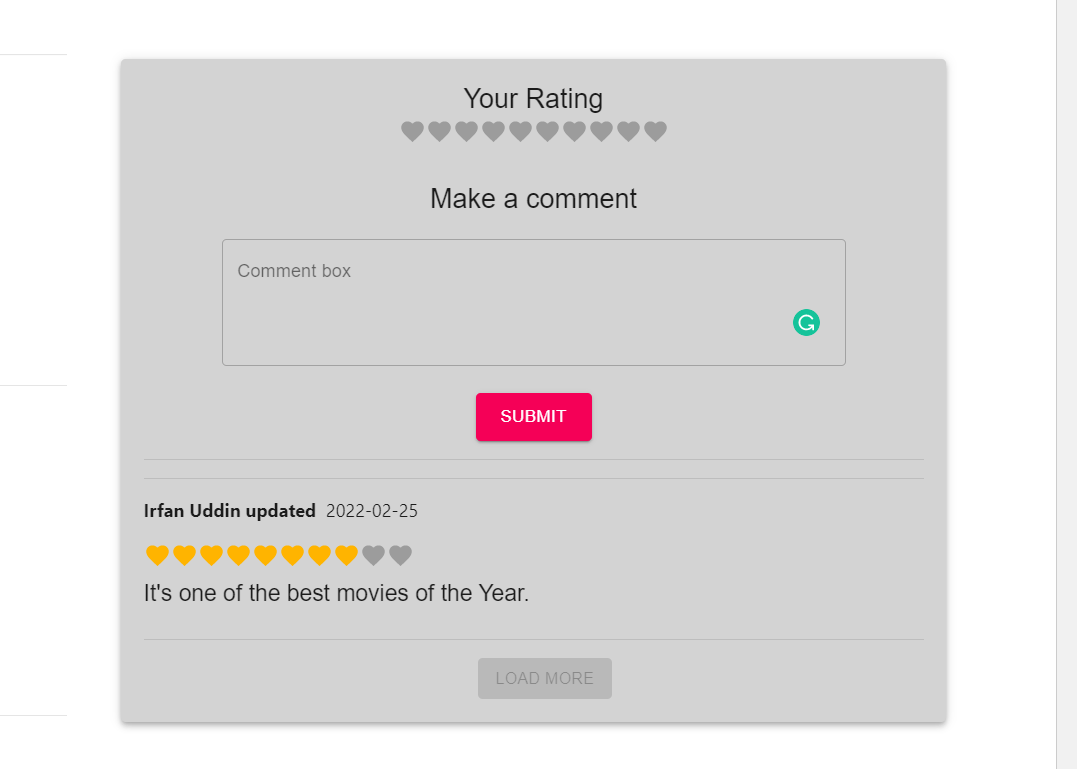 Your Rating
Make a comment
Comment box
SUBMIT
Irfan Uddin updated 2022-02-25
It's one of the best movies of the Year.
LOAD MORE